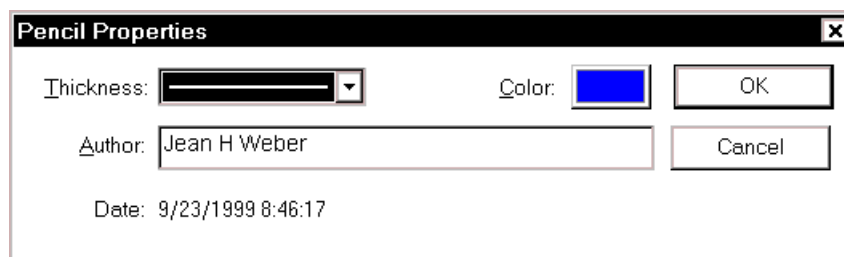 Pencil Properties
Thickness: Color: OK
Author: Jean H Weber Cancel
Date: 9/23/1999 8:46:17